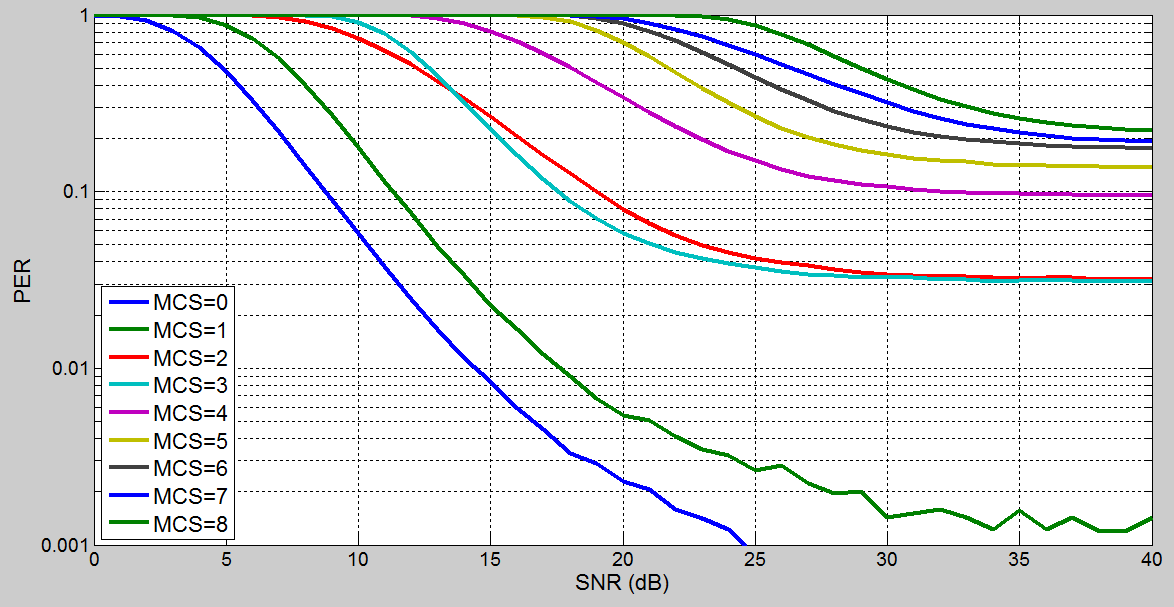 1
0.1
0.01
0.001
PER
MCS=0
MCS=1
MCS=2
MCS=3
MCS=4
MCS=5
MCS=6
MCS=7
MCS=8
0 5 10 15 20 25 30 35 40
SNR (dB)